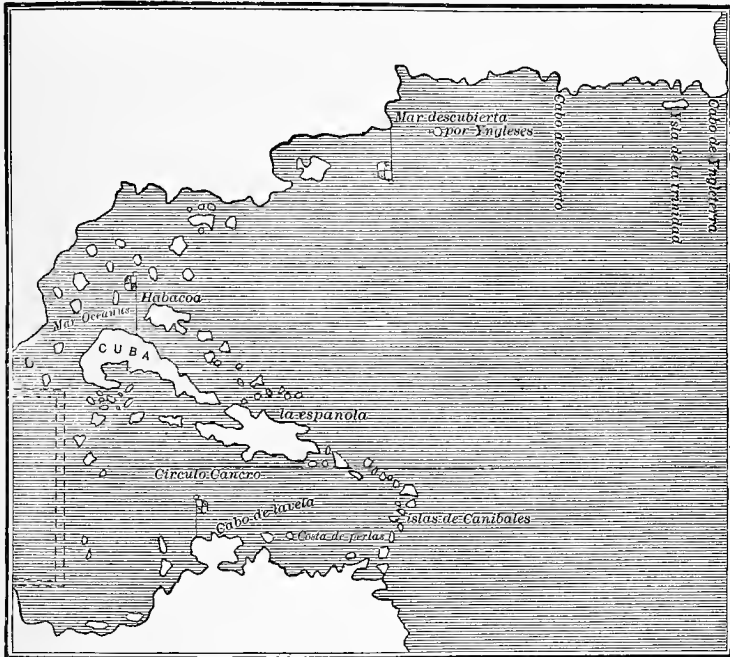 Mar descubierta
por Yngleses
Cabo descubierto
Ysla de la trinidad
Cabo de Ynglaterra
Habacoa
Mar Oceanus
CUBA
la espanola
Circulo Cancro
Cabo de la vela
islas de Canibales
Costa de perlas